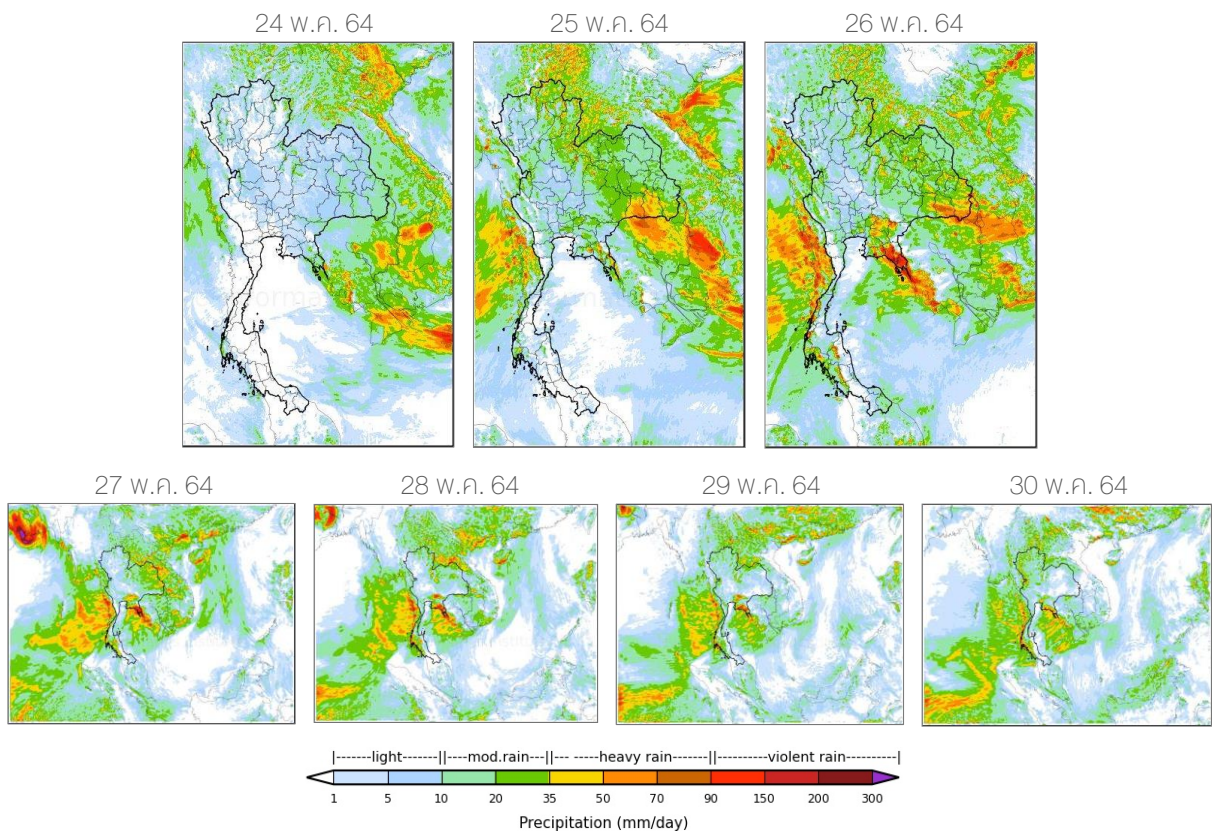 24 พ.ค. 64
25 พ.ค. 64
26 พ.ค. 64
27 พ.ค. 64
28 พ.ค. 64
29 พ.ค. 64
30 พ.ค. 64
|------light------||----mod.rain----||--- ------heavy rain------||-------violent rain---------|
1 5 10 20 35 50 70 90 150 200 300
Precipitation (mm/day)